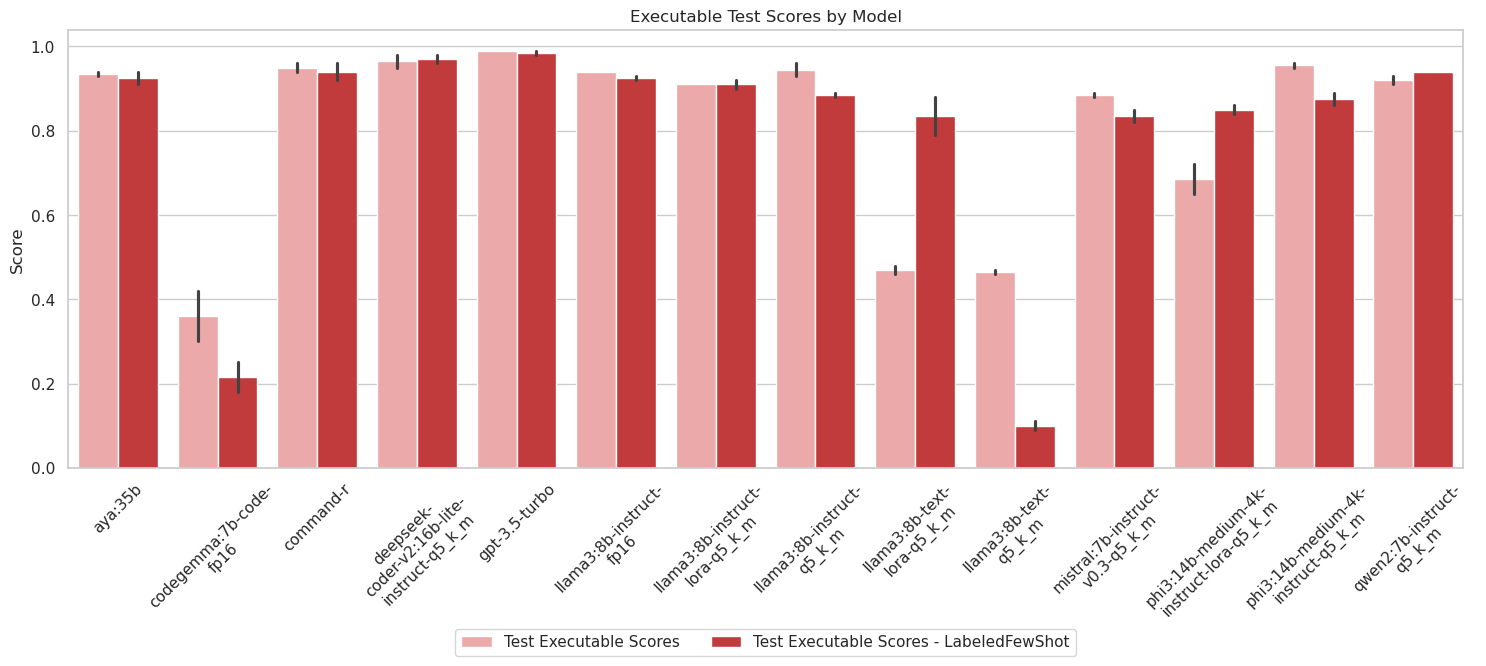 Executable Test Scores by Model
Score
1.0
0.8
0.6
0.4
0.2
0.0
aya:35b
codegemma:7b-code-
fp16
command-r
deepseek-
coder-v2:16b-lite-
instruct-q5_k_m
gpt-3.5-turbo
llama3:8b-instruct-
fp16
llama3:8b-instruct-
lora-q5_k_m
llama3:8b-instruct-
q5_k_m
llama3:8b-text-
lora-q5_k_m
llama3:8b-text-
q5_k_m
mistral:7b-instruct-
v0.3-q5_k_m
phi3:14b-medium-4k-
instruct-lora-q5_k_m
phi3:14b-medium-4k-
instruct-q5_k_m
qwen2:7b-instruct-
q5_k_m
Test Executable Scores
Test Executable Scores - LabeledFewShot